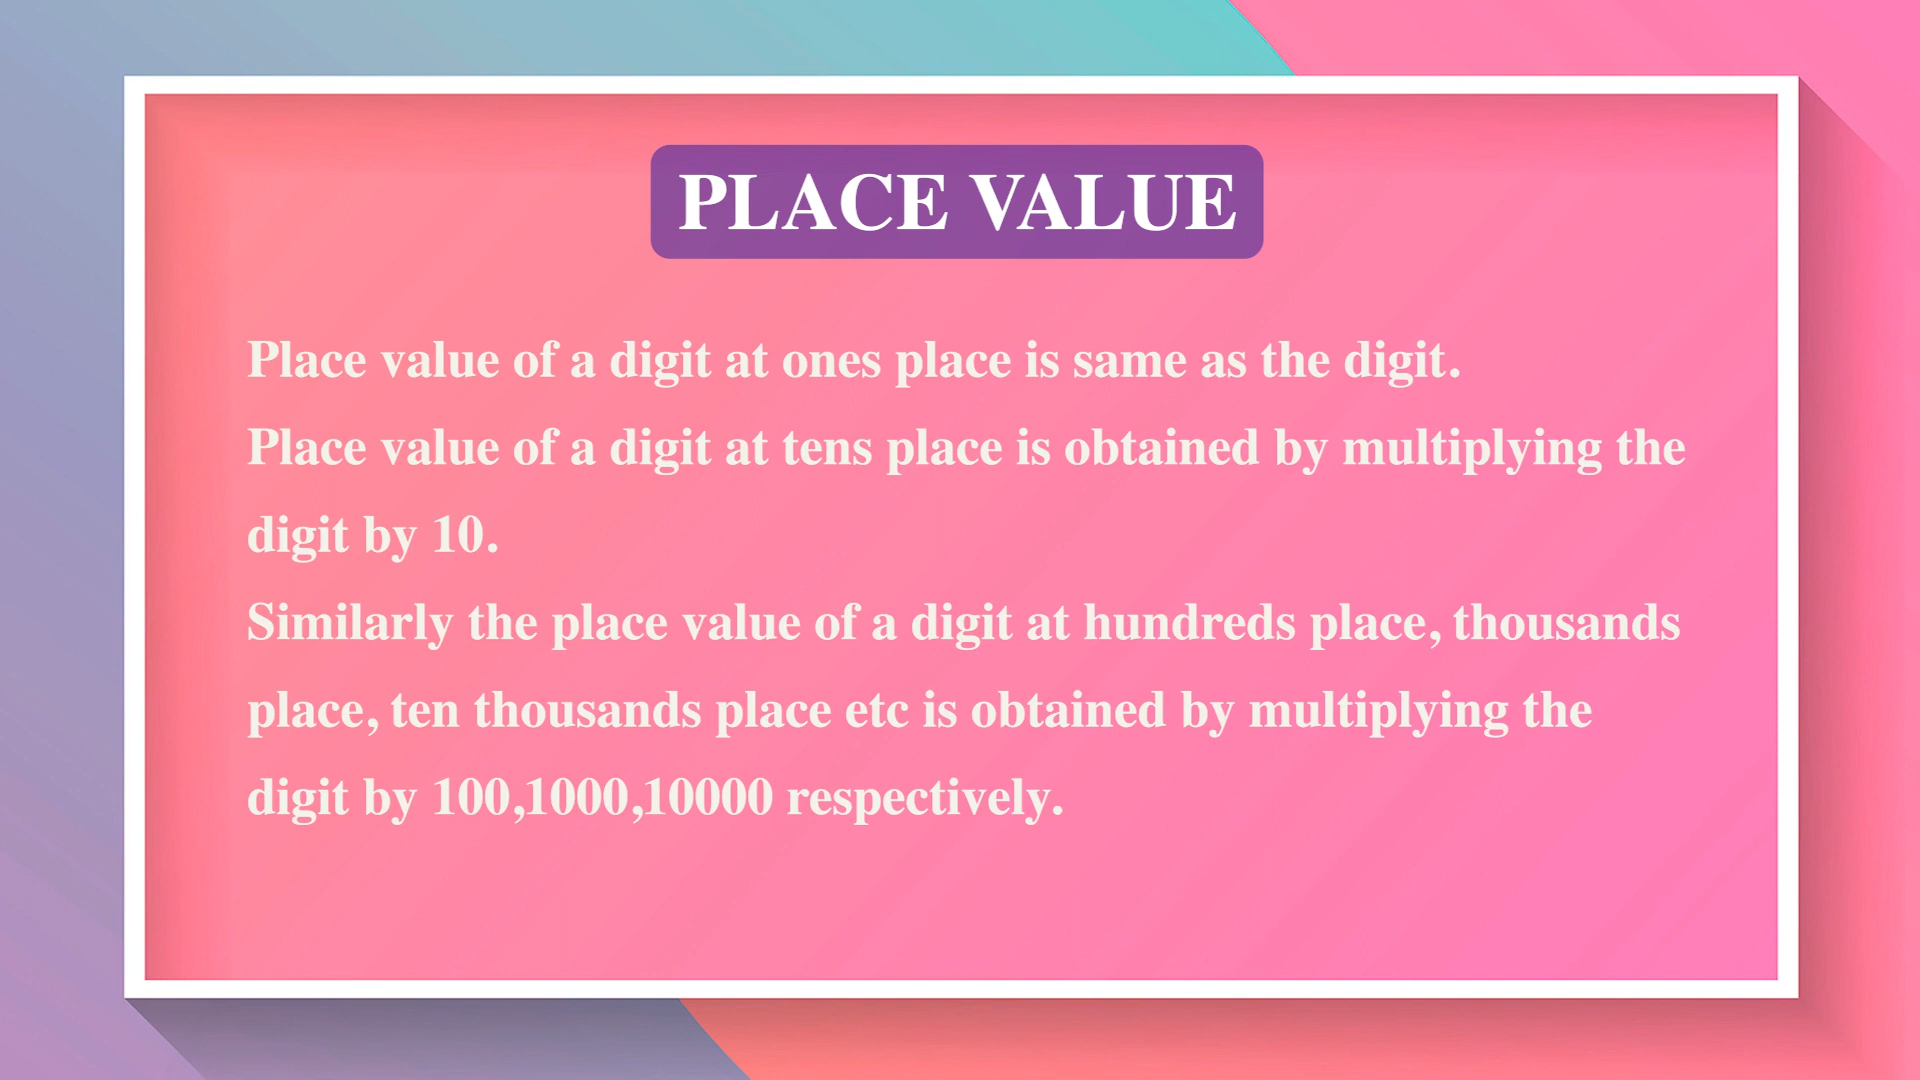 PLACE VALUE
Place value of a digit at ones place is same as the digit.
Place value of a digit at tens place is obtained by multiplying the
digit by 10.
Similarly the place value of a digit at hundreds place, thousands
place, ten thousands place etc is obtained by multiplying the
digit by 100,1000,10000 respectively.